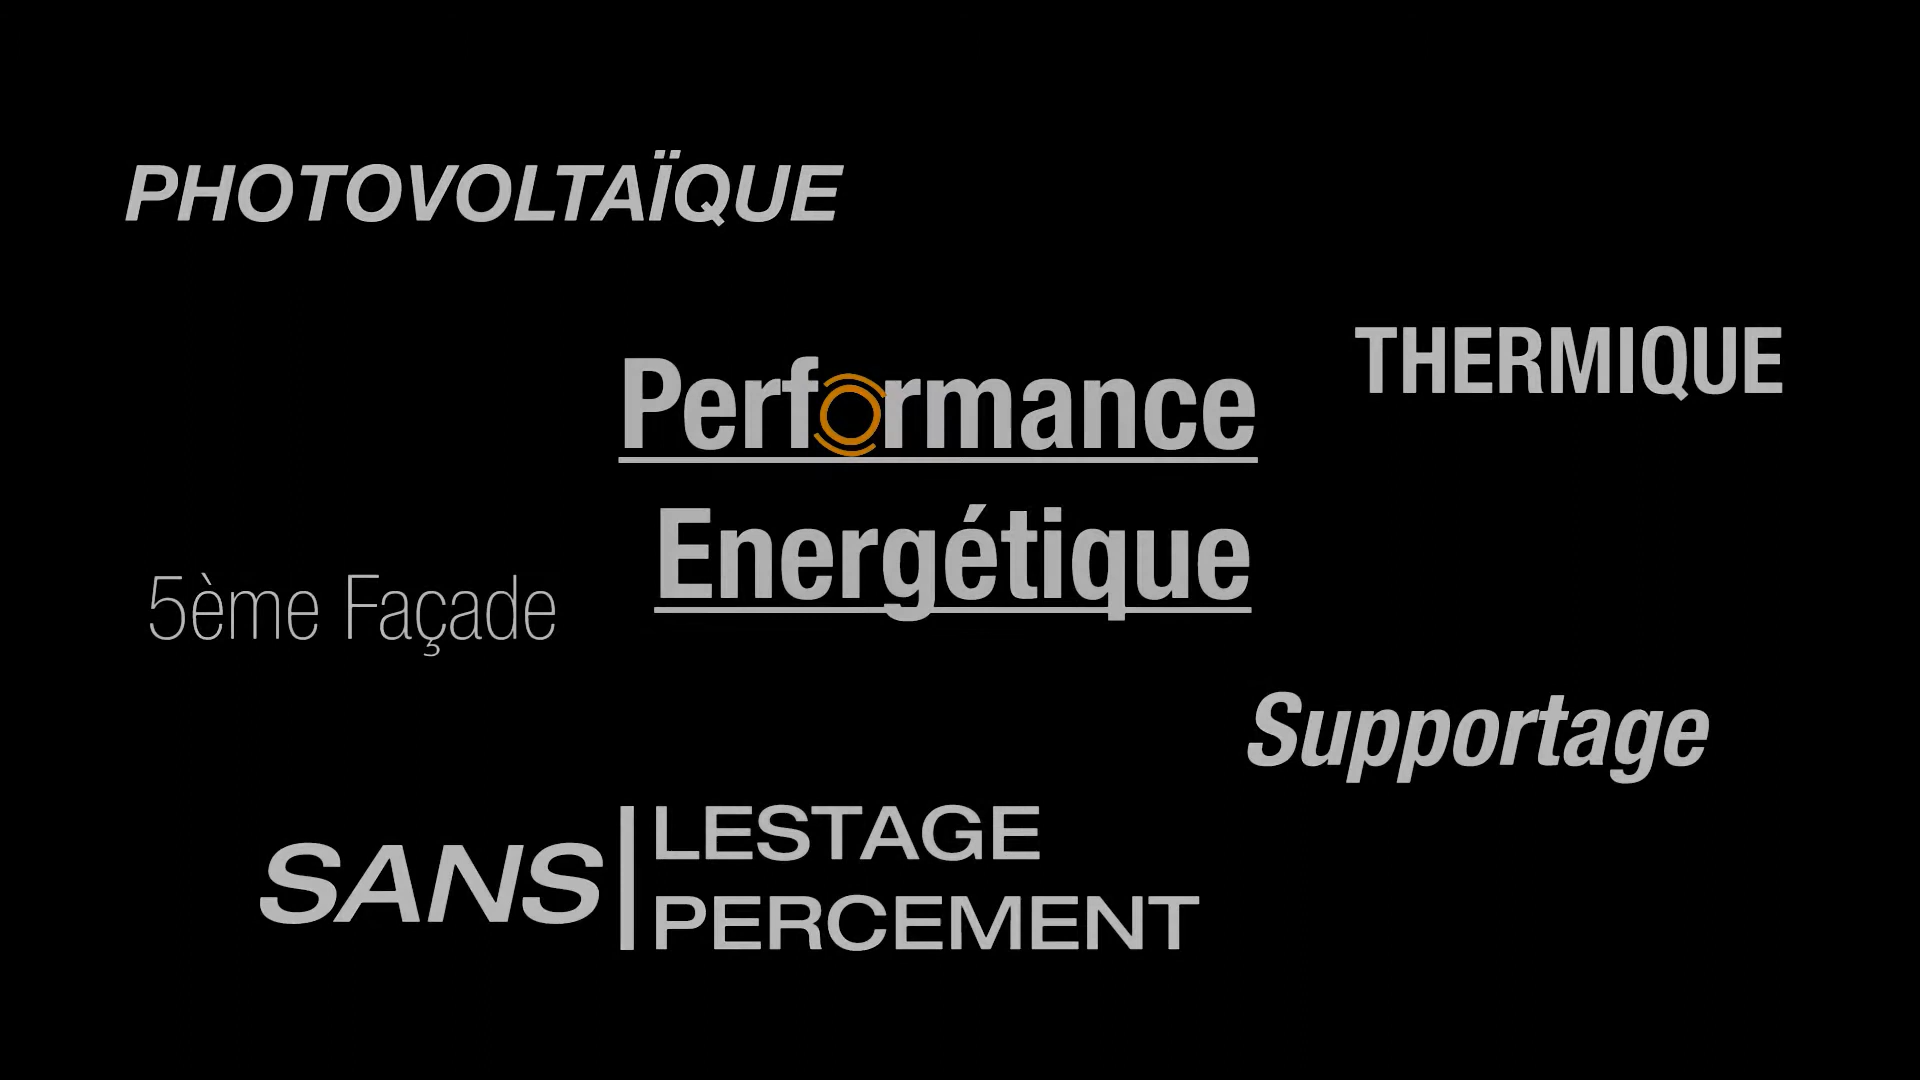 PHOTOVOLTAÏQUE
THERMIQUE
Performance
Energétique
5ème Façade
Supportage
SANS
LESTAGE
PERCEMENT